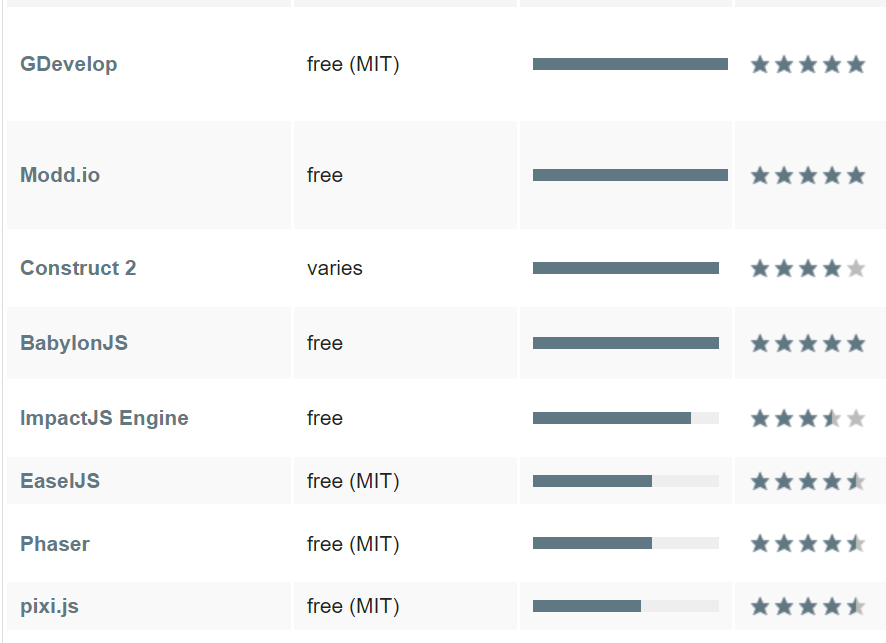 GDevelop free (MIT)
Modd.io free
Construct 2 varies
BabylonJS free
ImpactJS Engine free
EaselJS free (MIT)
Phaser free (MIT)
pixi.js free (MIT)